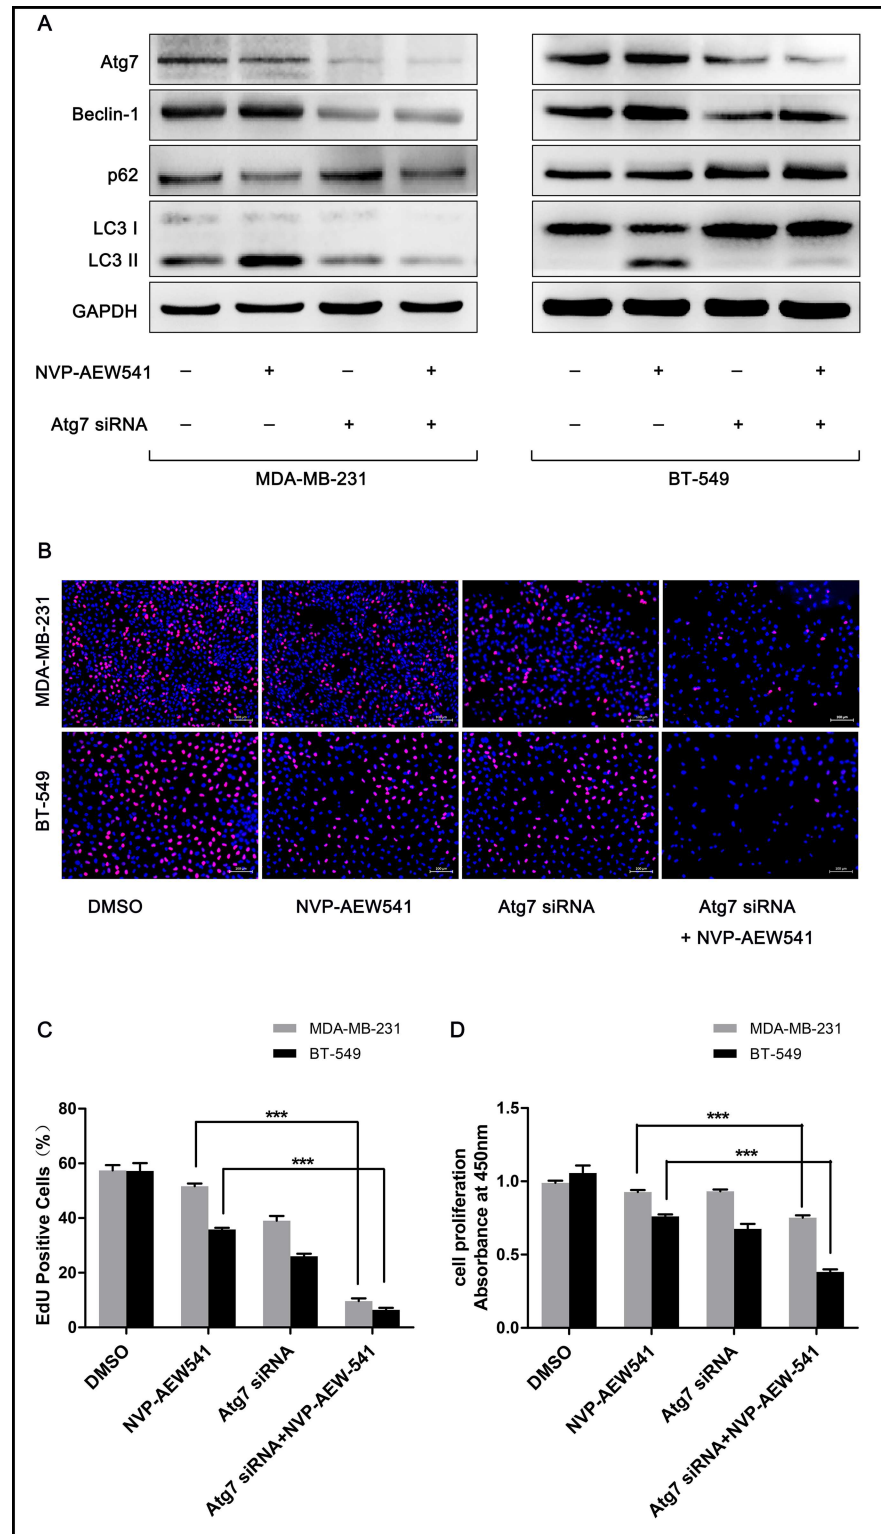 A
Atg7
Beclin-1
p62
LC3 I
LC3 II
GAPDH
NVP-AEW541 – + – + – + – +
Atg7 siRNA – – + + – – + +
MDA-MB-231 BT-549
B
MDA-MB-231
BT-549
DMSO NVP-AEW541 Atg7 siRNA Atg7 siRNA
+ NVP-AEW541
C
MDA-MB-231
BT-549
EdU Positive Cells (%)
80
60
40
20
0
***
***
DMSO
NVP-AEW541
Atg7 siRNA
Atg7 siRNA+NVP-AEW-541
D
MDA-MB-231
BT-549
cell proliferation
Absorbance at 450nm
1.5
1.0
0.5
0.0
***
***
DMSO
NVP-AEW541
Atg7 siRNA
Atg7 siRNA+NVP-AEW-541